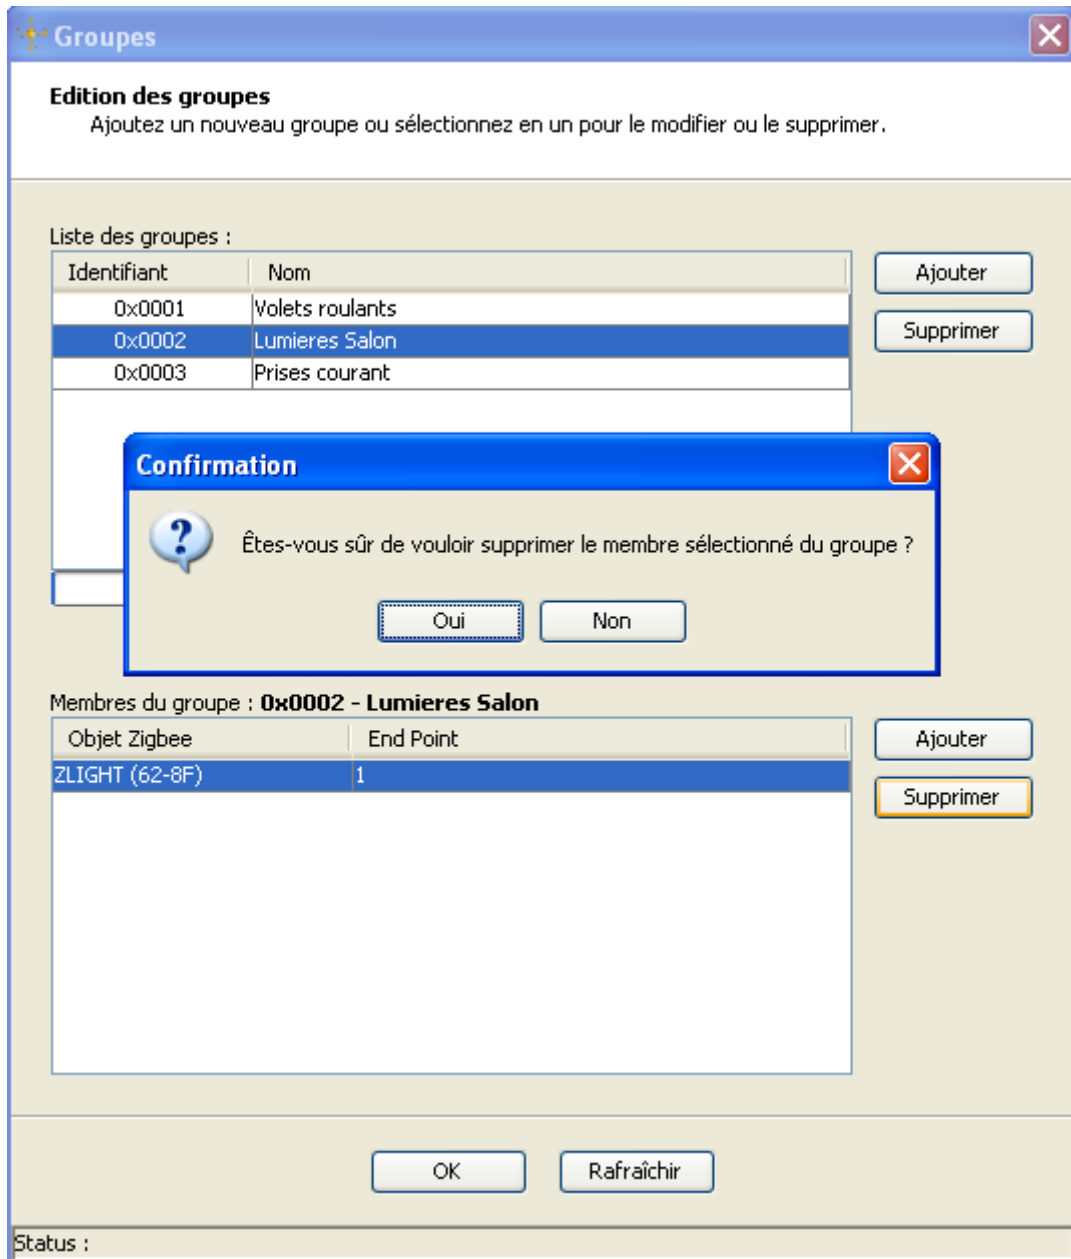 Groupes
Edition des groupes
Ajoutez un nouveau groupe ou sélectionnez en un pour le modifier ou le supprimer.
Liste des groupes :
Identifiant Nom
0x0001 Volets roulants
0x0002 Lumieres Salon
0x0003 Prises courant
Ajouter
Supprimer
Confirmation
Êtes-vous sûr de vouloir supprimer le membre sélectionné du groupe ?
Oui Non
Membres du groupe : 0x0002 - Lumieres Salon
Objet Zigbee End Point
ZLIGHT (62-8F) 1
Ajouter
Supprimer
OK Rafraîchir
Status :